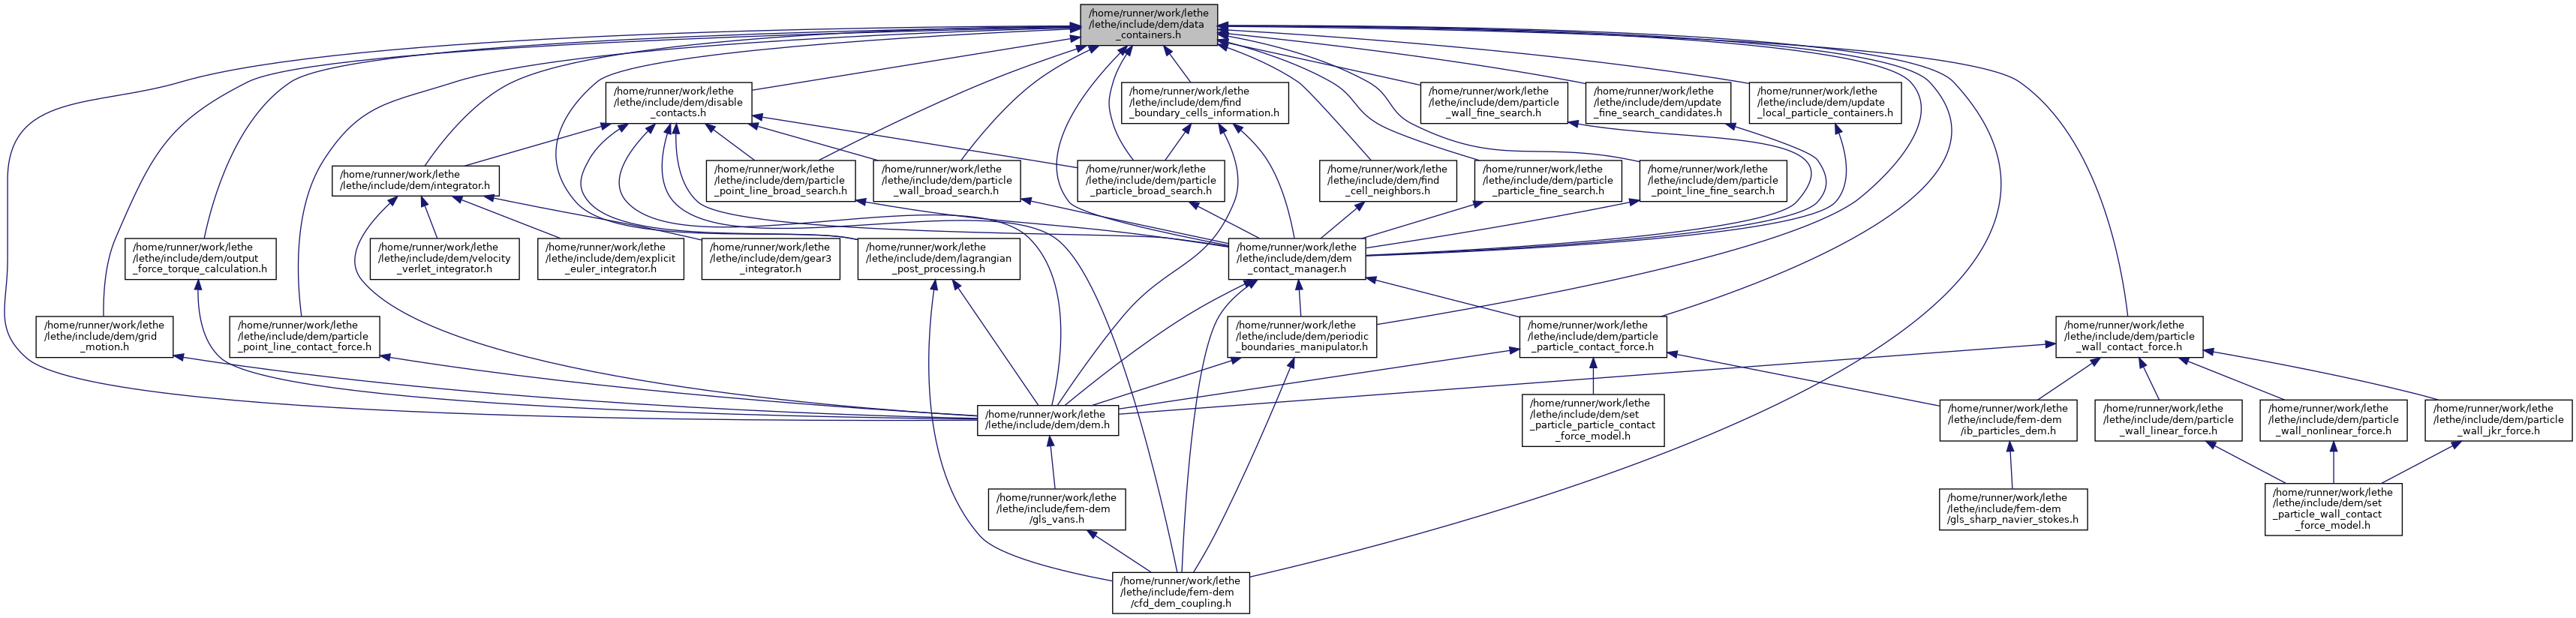 /home/runner/work/lethe
/lethe/include/dem/data
_containers.h
/home/runner/work/lethe
/lethe/include/dem/disable
_contacts.h
/home/runner/work/lethe
/lethe/include/dem/find
_boundary_cells_information.h
/home/runner/work/lethe
/lethe/include/dem/particle
_wall_fine_search.h
/home/runner/work/lethe
/lethe/include/dem/update
_fine_search_candidates.h
/home/runner/work/lethe
/lethe/include/dem/update
_local_particle_containers.h
/home/runner/work/lethe
/lethe/include/dem/integrator.h
/home/runner/work/lethe
/lethe/include/dem/particle
_point_line_broad_search.h
/home/runner/work/lethe
/lethe/include/dem/particle
_wall_broad_search.h
/home/runner/work/lethe
/lethe/include/dem/particle
_particle_broad_search.h
/home/runner/work/lethe
/lethe/include/dem/find
_cell_neighbors.h
/home/runner/work/lethe
/lethe/include/dem/particle
_particle_fine_search.h
/home/runner/work/lethe
/lethe/include/dem/particle
_point_line_fine_search.h
/home/runner/work/lethe
/lethe/include/dem/output
_force_torque_calculation.h
/home/runner/work/lethe
/lethe/include/dem/velocity
_verlet_integrator.h
/home/runner/work/lethe
/lethe/include/dem/explicit
_euler_integrator.h
/home/runner/work/lethe
/lethe/include/dem/gear3
_integrator.h
/home/runner/work/lethe
/lethe/include/dem/lagrangian
_post_processing.h
/home/runner/work/lethe
/lethe/include/dem/dem
_contact_manager.h
/home/runner/work/lethe
/lethe/include/dem/grid
_motion.h
/home/runner/work/lethe
/lethe/include/dem/particle
_point_line_contact_force.h
/home/runner/work/lethe
/lethe/include/dem/periodic
_boundaries_manipulator.h
/home/runner/work/lethe
/lethe/include/dem/particle
_particle_contact_force.h
/home/runner/work/lethe
/lethe/include/dem/particle
_wall_contact_force.h
/home/runner/work/lethe
/lethe/include/dem/dem.h
/home/runner/work/lethe
/lethe/include/dem/set
_particle_particle_contact
_force_model.h
/home/runner/work/lethe
/lethe/include/fem-dem
/ib_particles_dem.h
/home/runner/work/lethe
/lethe/include/dem/particle
_wall_linear_force.h
/home/runner/work/lethe
/lethe/include/dem/particle
_wall_nonlinear_force.h
/home/runner/work/lethe
/lethe/include/dem/particle
_wall_jkr_force.h
/home/runner/work/lethe
/lethe/include/fem-dem
/gls_vans.h
/home/runner/work/lethe
/lethe/include/fem-dem
/gls_sharp_navier_stokes.h
/home/runner/work/lethe
/lethe/include/dem/set
_particle_wall_contact
_force_model.h
/home/runner/work/lethe
/lethe/include/fem-dem
/cfd_dem_coupling.h